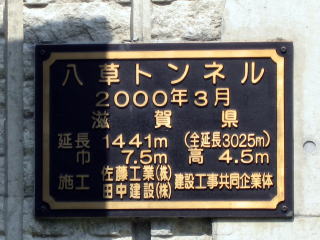 八草トンネル
2000年3月
滋賀県
延長 1441m (全延長3025m)
巾 7.5m 高 4.5m
施工 佐藤工業(株) 田中建設(株) 建設工事共同企業体